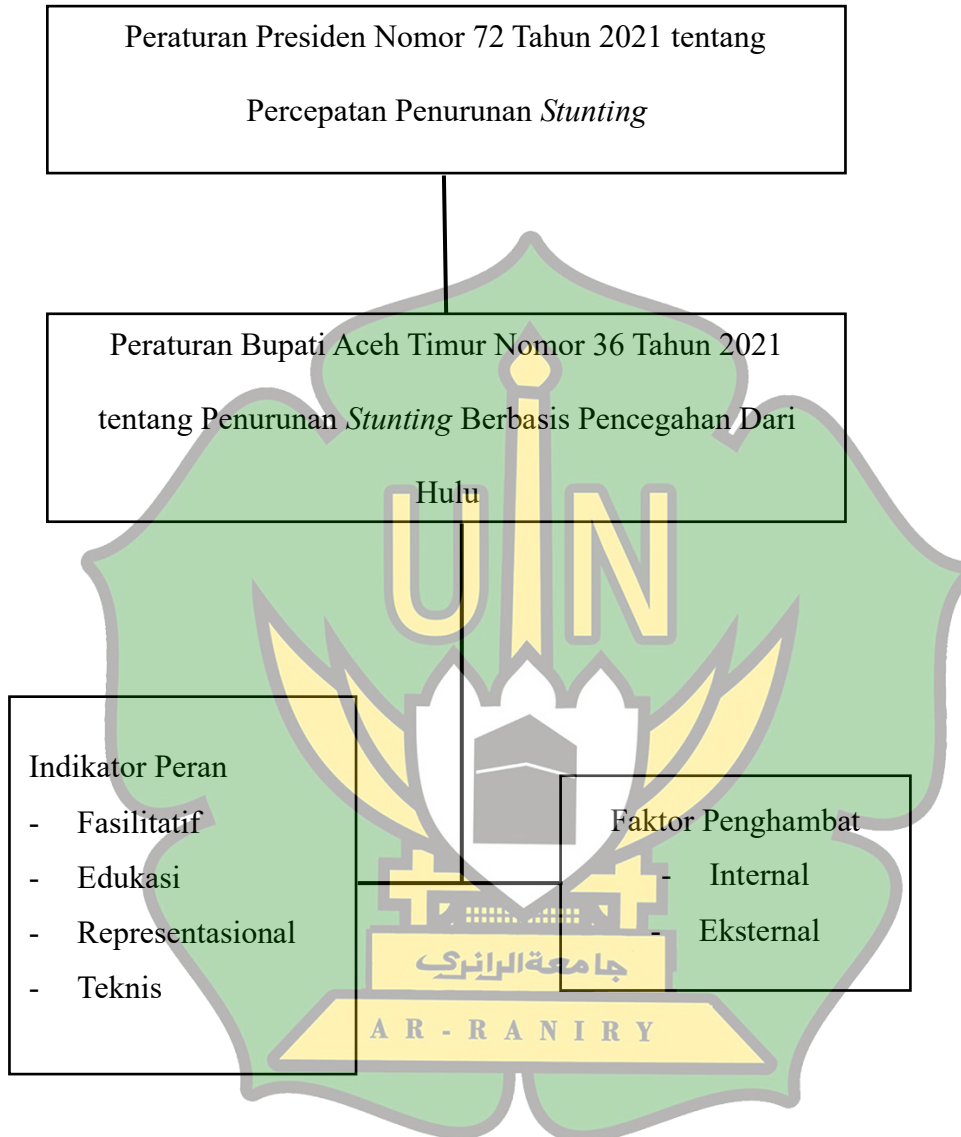 Peraturan Presiden Nomor 72 Tahun 2021 tentang
Percepatan Penurunan Stunting
Peraturan Bupati Aceh Timur Nomor 36 Tahun 2021
tentang Penurunan Stunting Berbasis Pencegahan Dari
Hulu
U N
Indikator Peran
- Fasilitatif
- Edukasi
- Representasional
- Teknis
Faktor Penghambat
- Internal
- Eksternal
جامعة الرانري
AR-RANIRY